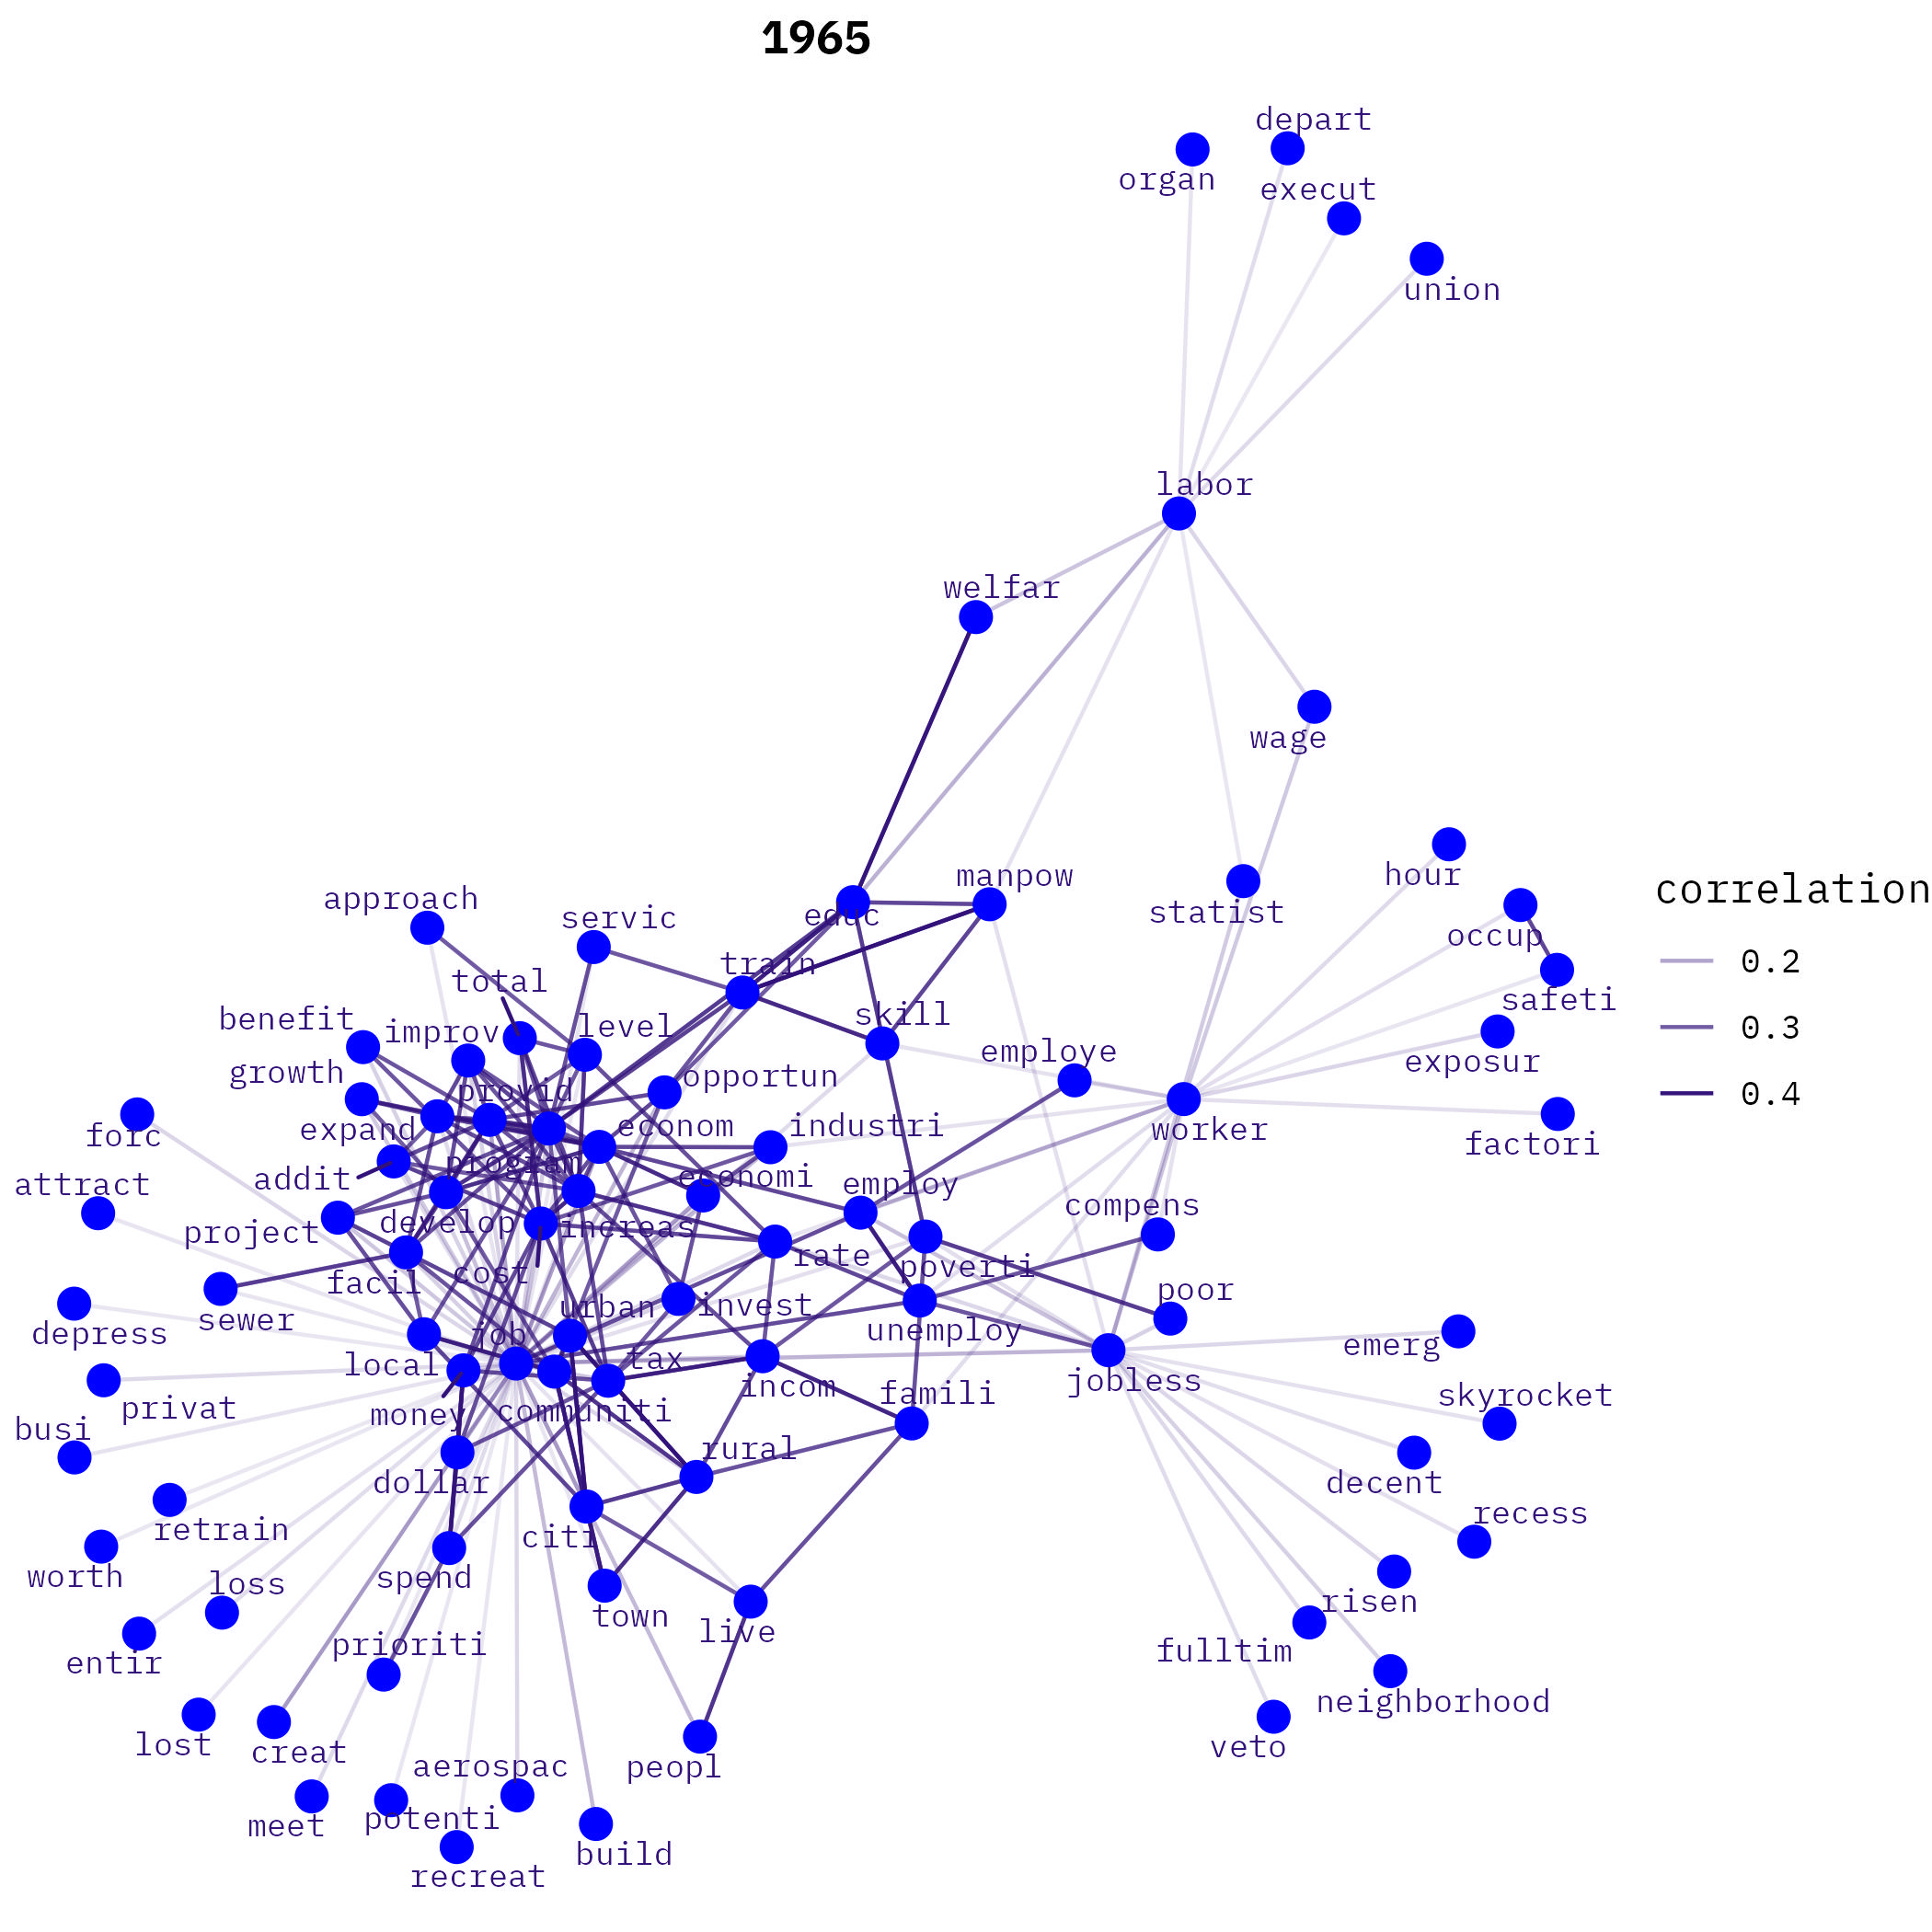 1965
depart
organ
execut
union
labor
welfar
wage
manpow
hour
correlation
approach
servic
educ
statist
occup
0.2
train
total
safeti
benefit
improv
level
skill
0.3
growth
opportun
employe
exposur
provid
0.4
forc
expand
econom
industri
worker
factori
addit
program
economi
attract
employ
compens
project
develop
increas
rate
poverti
facil
cost
poor
sewer
urban
invest
unemploy
depress
job
emerg
local
tax
incom
jobless
privat
money
communiti
famili
skyrocket
busi
dollar
rural
decent
retrain
citi
recess
worth
loss
spend
town
live
risen
entir
prioriti
fulltim
neighborhood
lost
creat
aerospac
peopl
veto
meet
potenti
build
recreat